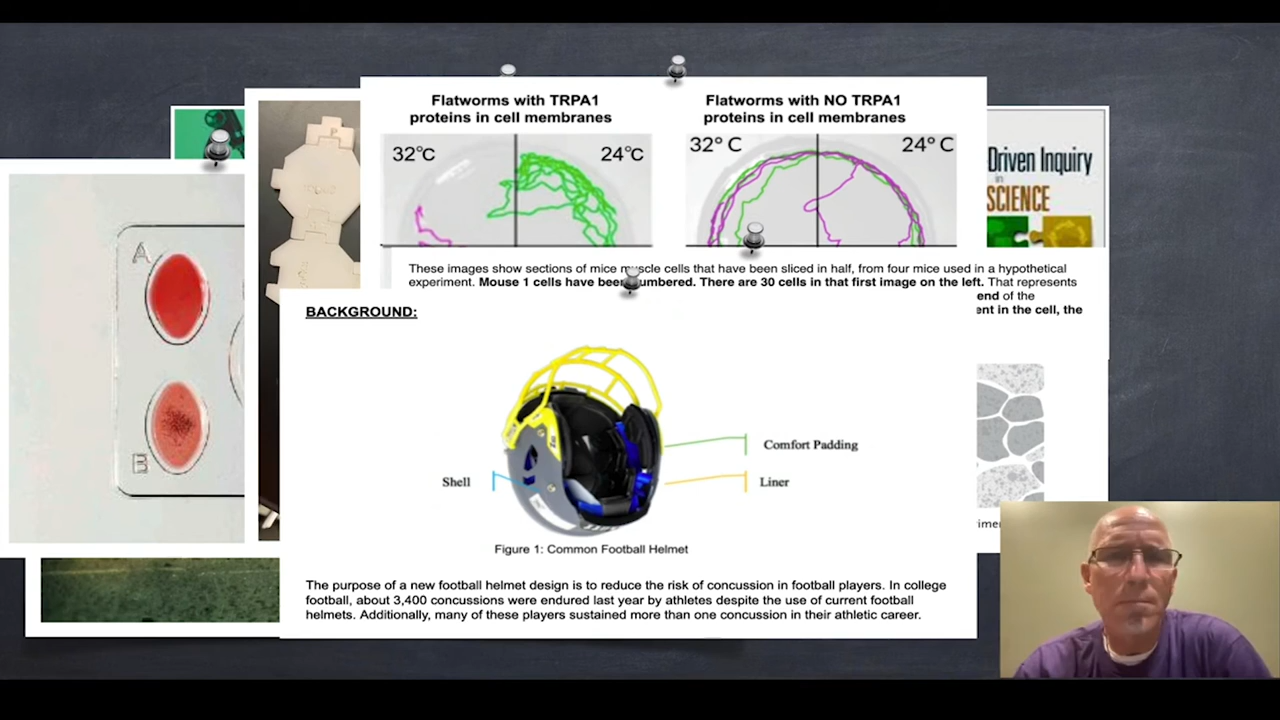 Flatworms with TRPA1
proteins in cell membranes
32°C
24°C
Flatworms with NO TRPA1
proteins in cell membranes
32° C
24° C
Driven Inquiry
in
SCIENCE
A
B
These images show sections of mice muscle cells that have been sliced in half, from four mice used in a hypothetical
experiment. Mouse 1 cells have been numbered. There are 30 cells in that first image on the left. That represents
end of the
ent in the cell, the
BACKGROUND:
Comfort Padding
Shell
Liner
Figure 1: Common Football Helmet
The purpose of a new football helmet design is to reduce the risk of concussion in football players. In college
football, about 3,400 concussions were endured last year by athletes despite the use of current football
helmets. Additionally, many of these players sustained more than one concussion in their athletic career.